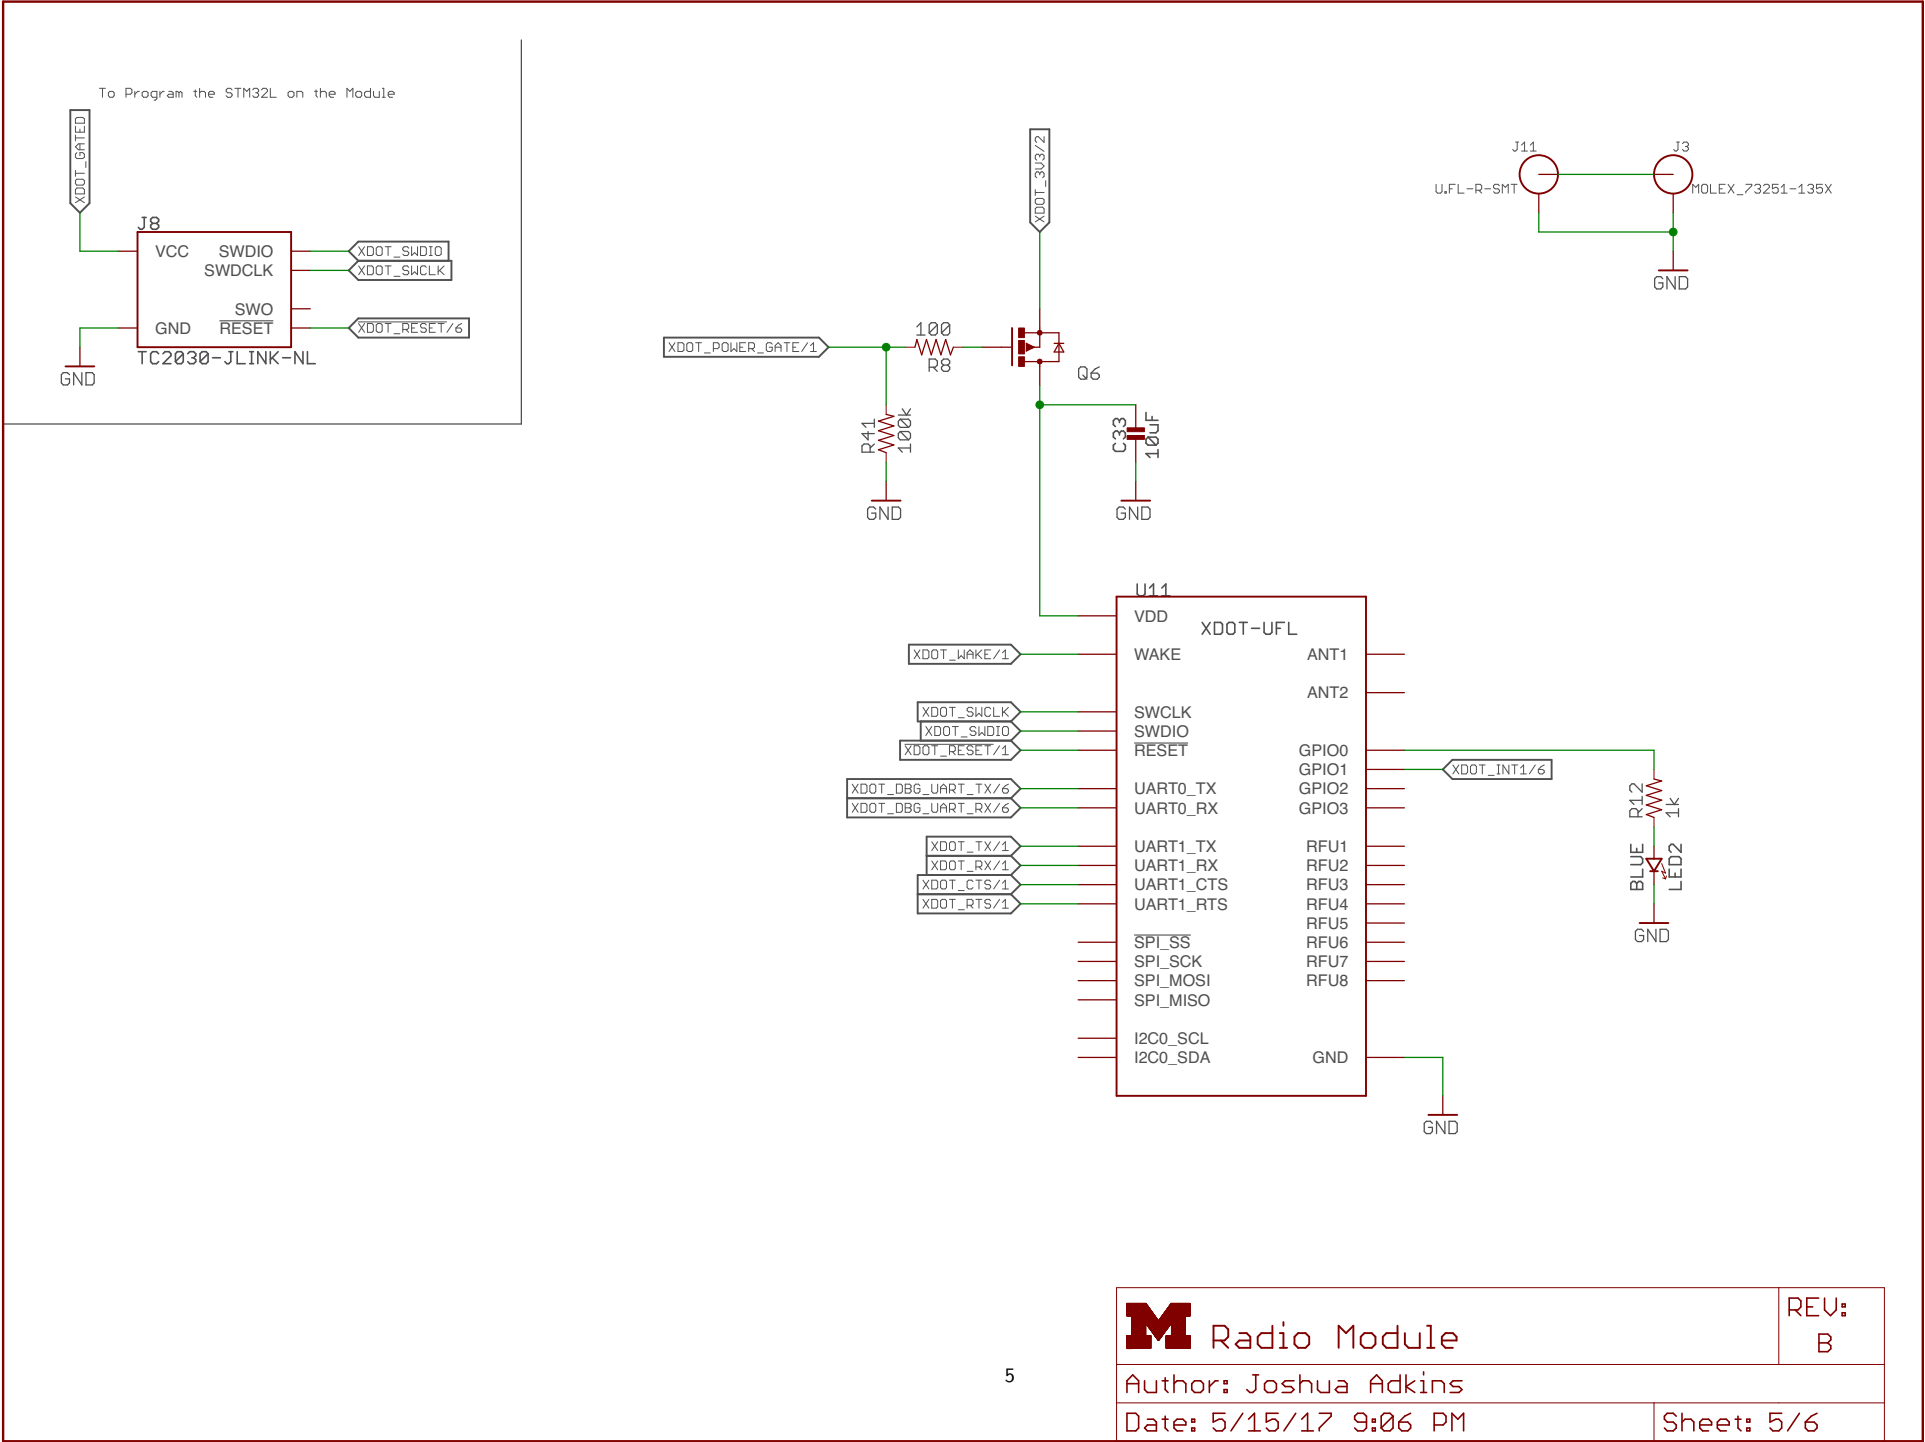 To Program the STM32L on the Module
XDOT_GATED
J8
VCC
GND
SWDIO
SWDCLK
SWO
RESET
TC2030-JLINK-NL
XDOT_SWDIO
XDOT_SWCLK
XDOT_RESET/6
GND
XDOT_3V3/2
XDOT_POWER_GATE/1
100
R8
Q6
R41
100k
GND
C33
10uF
GND
J11
U.FL-R-SMT
J3
MOLEX_73251-135X
GND
U11
XDOT-UFL
VDD
WAKE
SWCLK
SWDIO
RESET
UART0_TX
UART0_RX
UART1_TX
UART1_RX
UART1_CTS
UART1_RTS
SPI_SS
SPI_SCK
SPI_MOSI
SPI_MISO
I2C0_SCL
I2C0_SDA
ANT1
ANT2
GPIO0
GPIO1
GPIO2
GPIO3
RFU1
RFU2
RFU3
RFU4
RFU5
RFU6
RFU7
RFU8
GND
XDOT_WAKE/1
XDOT_SWCLK
XDOT_SWDIO
XDOT_RESET/1
XDOT_DBG_UART_TX/6
XDOT_DBG_UART_RX/6
XDOT_TX/1
XDOT_RX/1
XDOT_CTS/1
XDOT_RTS/1
XDOT_INT1/6
R12
1k
BLUE
LED2
GND
GND
5
M Radio Module
REV:
B
Author: Joshua Adkins
Date: 5/15/17 9:06 PM
Sheet: 5/6